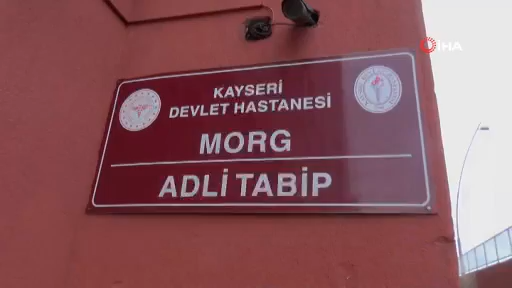 İHA
KAYSERİ
DEVLET HASTANESİ
MORG
ADLİ TABİP